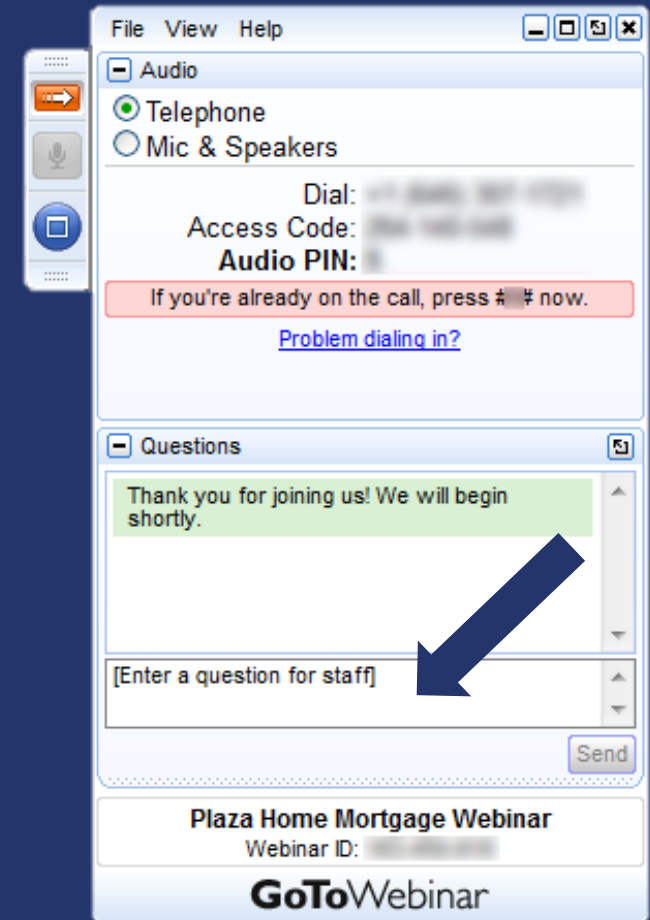 File View Help
Audio
Telephone
Mic & Speakers
Dial:
Access Code:
Audio PIN:
If you're already on the call, press # # now.
Problem dialing in?
Questions
Thank you for joining us! We will begin
shortly.
[Enter a question for staff]
Send
Plaza Home Mortgage Webinar
Webinar ID:
GoToWebinar